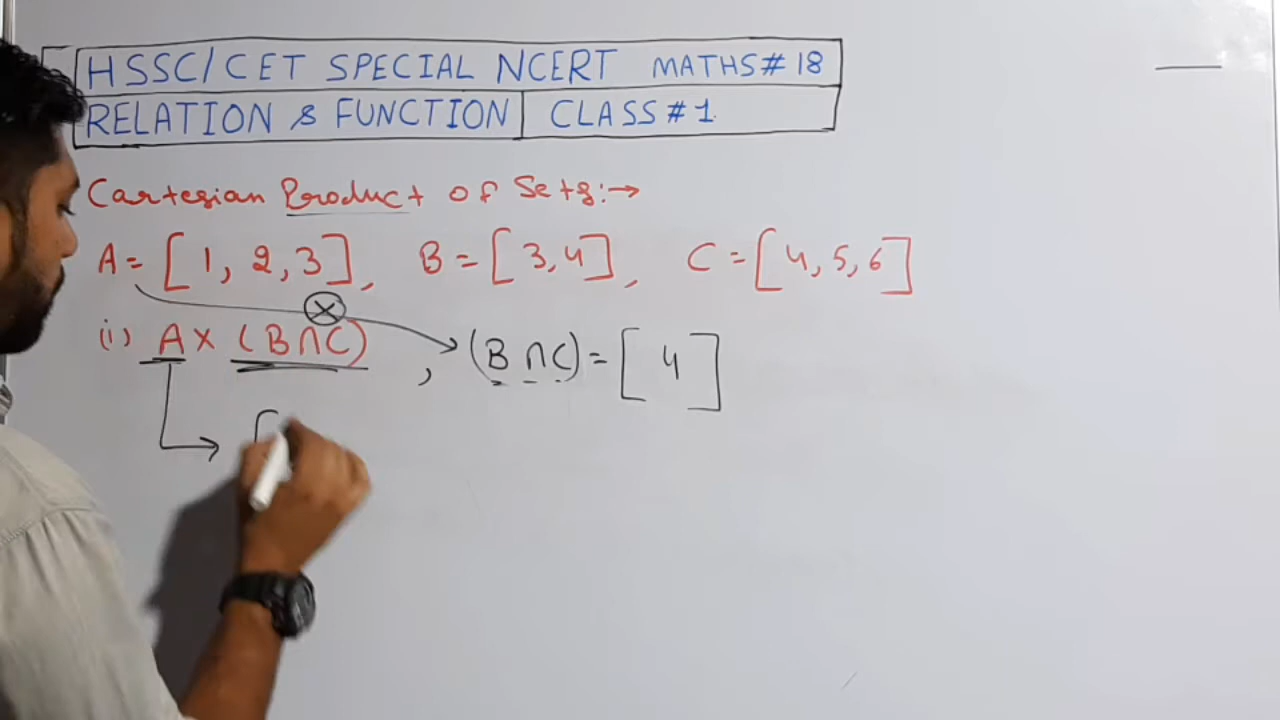 HSSC/CET SPECIAL NCERT MATHS # 18
RELATION & FUNCTION CLASS # 1.
Cartesian Product of Sets:→
A = [1, 2, 3], B = [3,4], C = [4,5,6]
(i) A × (B∩C), (B∩C) = [4]
[